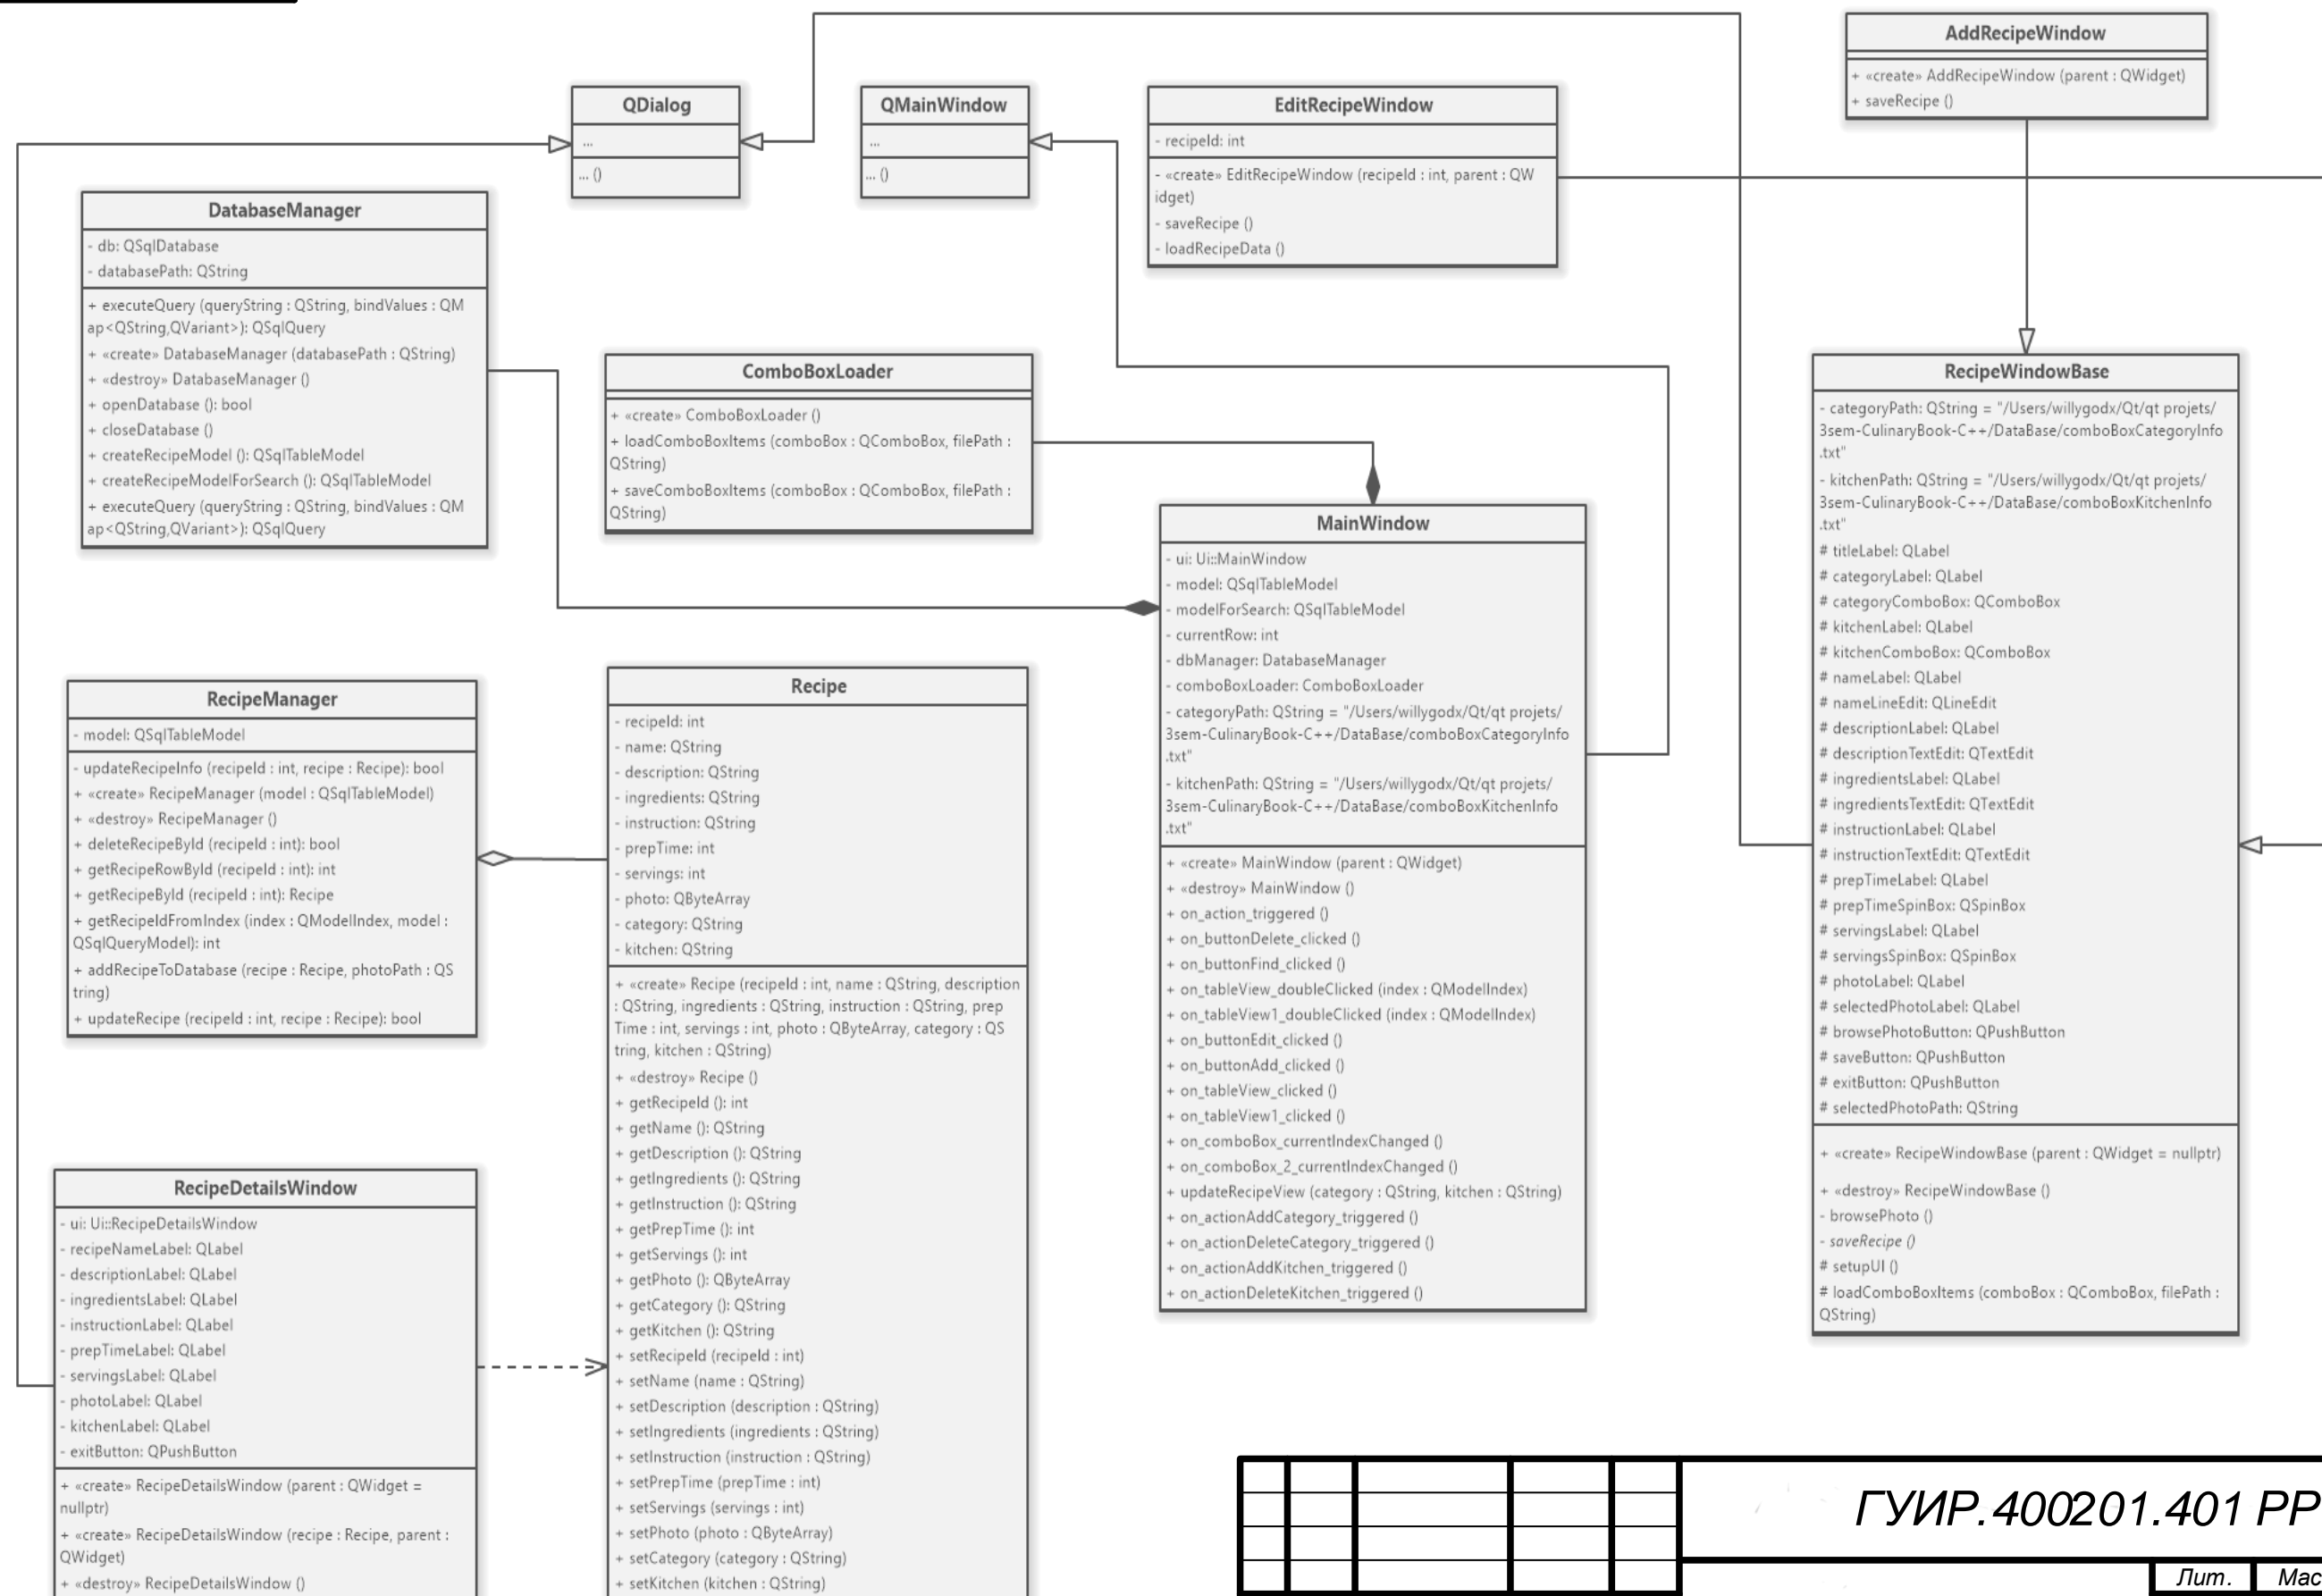 AddRecipeWindow
+ «create» AddRecipeWindow (parent : QWidget)
+ saveRecipe ()
QDialog
...
... ()
QMainWindow
...
... ()
EditRecipeWindow
- recipeId: int
- «create» EditRecipeWindow (recipeId : int, parent : QW
idget)
- saveRecipe ()
- loadRecipeData ()
DatabaseManager
- db: QSqlDatabase
- databasePath: QString
+ executeQuery (queryString : QString, bindValues : QM
ap<QString,QVariant>): QSqlQuery
+ «create» DatabaseManager (databasePath : QString)
+ «destroy» DatabaseManager ()
+ openDatabase (): bool
+ closeDatabase ()
+ createRecipeModel (): QSqlTableModel
+ createRecipeModelForSearch (): QSqlTableModel
+ executeQuery (queryString : QString, bindValues : QM
ap<QString,QVariant>): QSqlQuery
ComboBoxLoader
+ «create» ComboBoxLoader ()
+ loadComboBoxItems (comboBox : QComboBox, filePath :
QString)
+ saveComboBoxItems (comboBox : QComboBox, filePath :
QString)
MainWindow
- ui: Ui::MainWindow
- model: QSqlTableModel
- modelForSearch: QSqlTableModel
- currentRow: int
- dbManager: DatabaseManager
- comboBoxLoader: ComboBoxLoader
- categoryPath: QString = "/Users/willygodx/Qt/qt projets/
3sem-CulinaryBook-C++/DataBase/comboBoxCategoryInfo
.txt"
- kitchenPath: QString = "/Users/willygodx/Qt/qt projets/
3sem-CulinaryBook-C++/DataBase/comboBoxKitchenInfo
.txt"
+ «create» MainWindow (parent : QWidget)
+ «destroy» MainWindow ()
+ on_action_triggered ()
+ on_buttonDelete_clicked ()
+ on_buttonFind_clicked ()
+ on_tableView_doubleClicked (index : QModelIndex)
+ on_tableView1_doubleClicked (index : QModelIndex)
+ on_buttonEdit_clicked ()
+ on_buttonAdd_clicked ()
+ on_tableView_clicked ()
+ on_tableView1_clicked ()
+ on_comboBox_currentIndexChanged ()
+ on_comboBox_2_currentIndexChanged ()
+ updateRecipeView (category : QString, kitchen : QString)
+ on_actionAddCategory_triggered ()
+ on_actionDeleteCategory_triggered ()
+ on_actionAddKitchen_triggered ()
+ on_actionDeleteKitchen_triggered ()
RecipeWindowBase
- categoryPath: QString = "/Users/willygodx/Qt/qt projets/
3sem-CulinaryBook-C++/DataBase/comboBoxCategoryInfo
.txt"
- kitchenPath: QString = "/Users/willygodx/Qt/qt projets/
3sem-CulinaryBook-C++/DataBase/comboBoxKitchenInfo
.txt"
# titleLabel: QLabel
# categoryLabel: QLabel
# categoryComboBox: QComboBox
# kitchenLabel: QLabel
# kitchenComboBox: QComboBox
# nameLabel: QLabel
# nameLineEdit: QLineEdit
# descriptionLabel: QLabel
# descriptionTextEdit: QTextEdit
# ingredientsLabel: QLabel
# ingredientsTextEdit: QTextEdit
# instructionLabel: QLabel
# instructionTextEdit: QTextEdit
# prepTimeLabel: QLabel
# prepTimeSpinBox: QSpinBox
# servingsLabel: QLabel
# servingsSpinBox: QSpinBox
# photoLabel: QLabel
# selectedPhotoLabel: QLabel
# browsePhotoButton: QPushButton
# saveButton: QPushButton
# exitButton: QPushButton
# selectedPhotoPath: QString
+ «create» RecipeWindowBase (parent : QWidget = nullptr)
+ «destroy» RecipeWindowBase ()
- browsePhoto ()
- saveRecipe ()
# setupUI ()
# loadComboBoxItems (comboBox : QComboBox, filePath :
QString)
RecipeManager
- model: QSqlTableModel
- updateRecipeInfo (recipeId : int, recipe : Recipe): bool
+ «create» RecipeManager (model : QSqlTableModel)
+ «destroy» RecipeManager ()
+ deleteRecipeById (recipeId : int): bool
+ getRecipeRowById (recipeId : int): int
+ getRecipeById (recipeId : int): Recipe
+ getRecipeIdFromIndex (index : QModelIndex, model :
QSqlQueryModel): int
+ addRecipeToDatabase (recipe : Recipe, photoPath : QS
tring)
+ updateRecipe (recipeId : int, recipe : Recipe): bool
Recipe
- recipeId: int
- name: QString
- description: QString
- ingredients: QString
- instruction: QString
- prepTime: int
- servings: int
- photo: QByteArray
- category: QString
- kitchen: QString
+ «create» Recipe (recipeId : int, name : QString, description
: QString, ingredients : QString, instruction : QString, prep
Time : int, servings : int, photo : QByteArray, category : QS
tring, kitchen : QString)
+ «destroy» Recipe ()
+ getRecipeId (): int
+ getName (): QString
+ getDescription (): QString
+ getIngredients (): QString
+ getInstruction (): QString
+ getPrepTime (): int
+ getServings (): int
+ getPhoto (): QByteArray
+ getCategory (): QString
+ getKitchen (): QString
+ setRecipeId (recipeId : int)
+ setName (name : QString)
+ setDescription (description : QString)
+ setIngredients (ingredients : QString)
+ setInstruction (instruction : QString)
+ setPrepTime (prepTime : int)
+ setServings (servings : int)
+ setPhoto (photo : QByteArray)
+ setCategory (category : QString)
+ setKitchen (kitchen : QString)
RecipeDetailsWindow
- ui: Ui::RecipeDetailsWindow
- recipeNameLabel: QLabel
- descriptionLabel: QLabel
- ingredientsLabel: QLabel
- instructionLabel: QLabel
- prepTimeLabel: QLabel
- servingsLabel: QLabel
- photoLabel: QLabel
- kitchenLabel: QLabel
- exitButton: QPushButton
+ «create» RecipeDetailsWindow (parent : QWidget =
nullptr)
+ «create» RecipeDetailsWindow (recipe : Recipe, parent :
QWidget)
+ «destroy» RecipeDetailsWindow ()
ГУИР.400201.401 РР
Лит. Мас